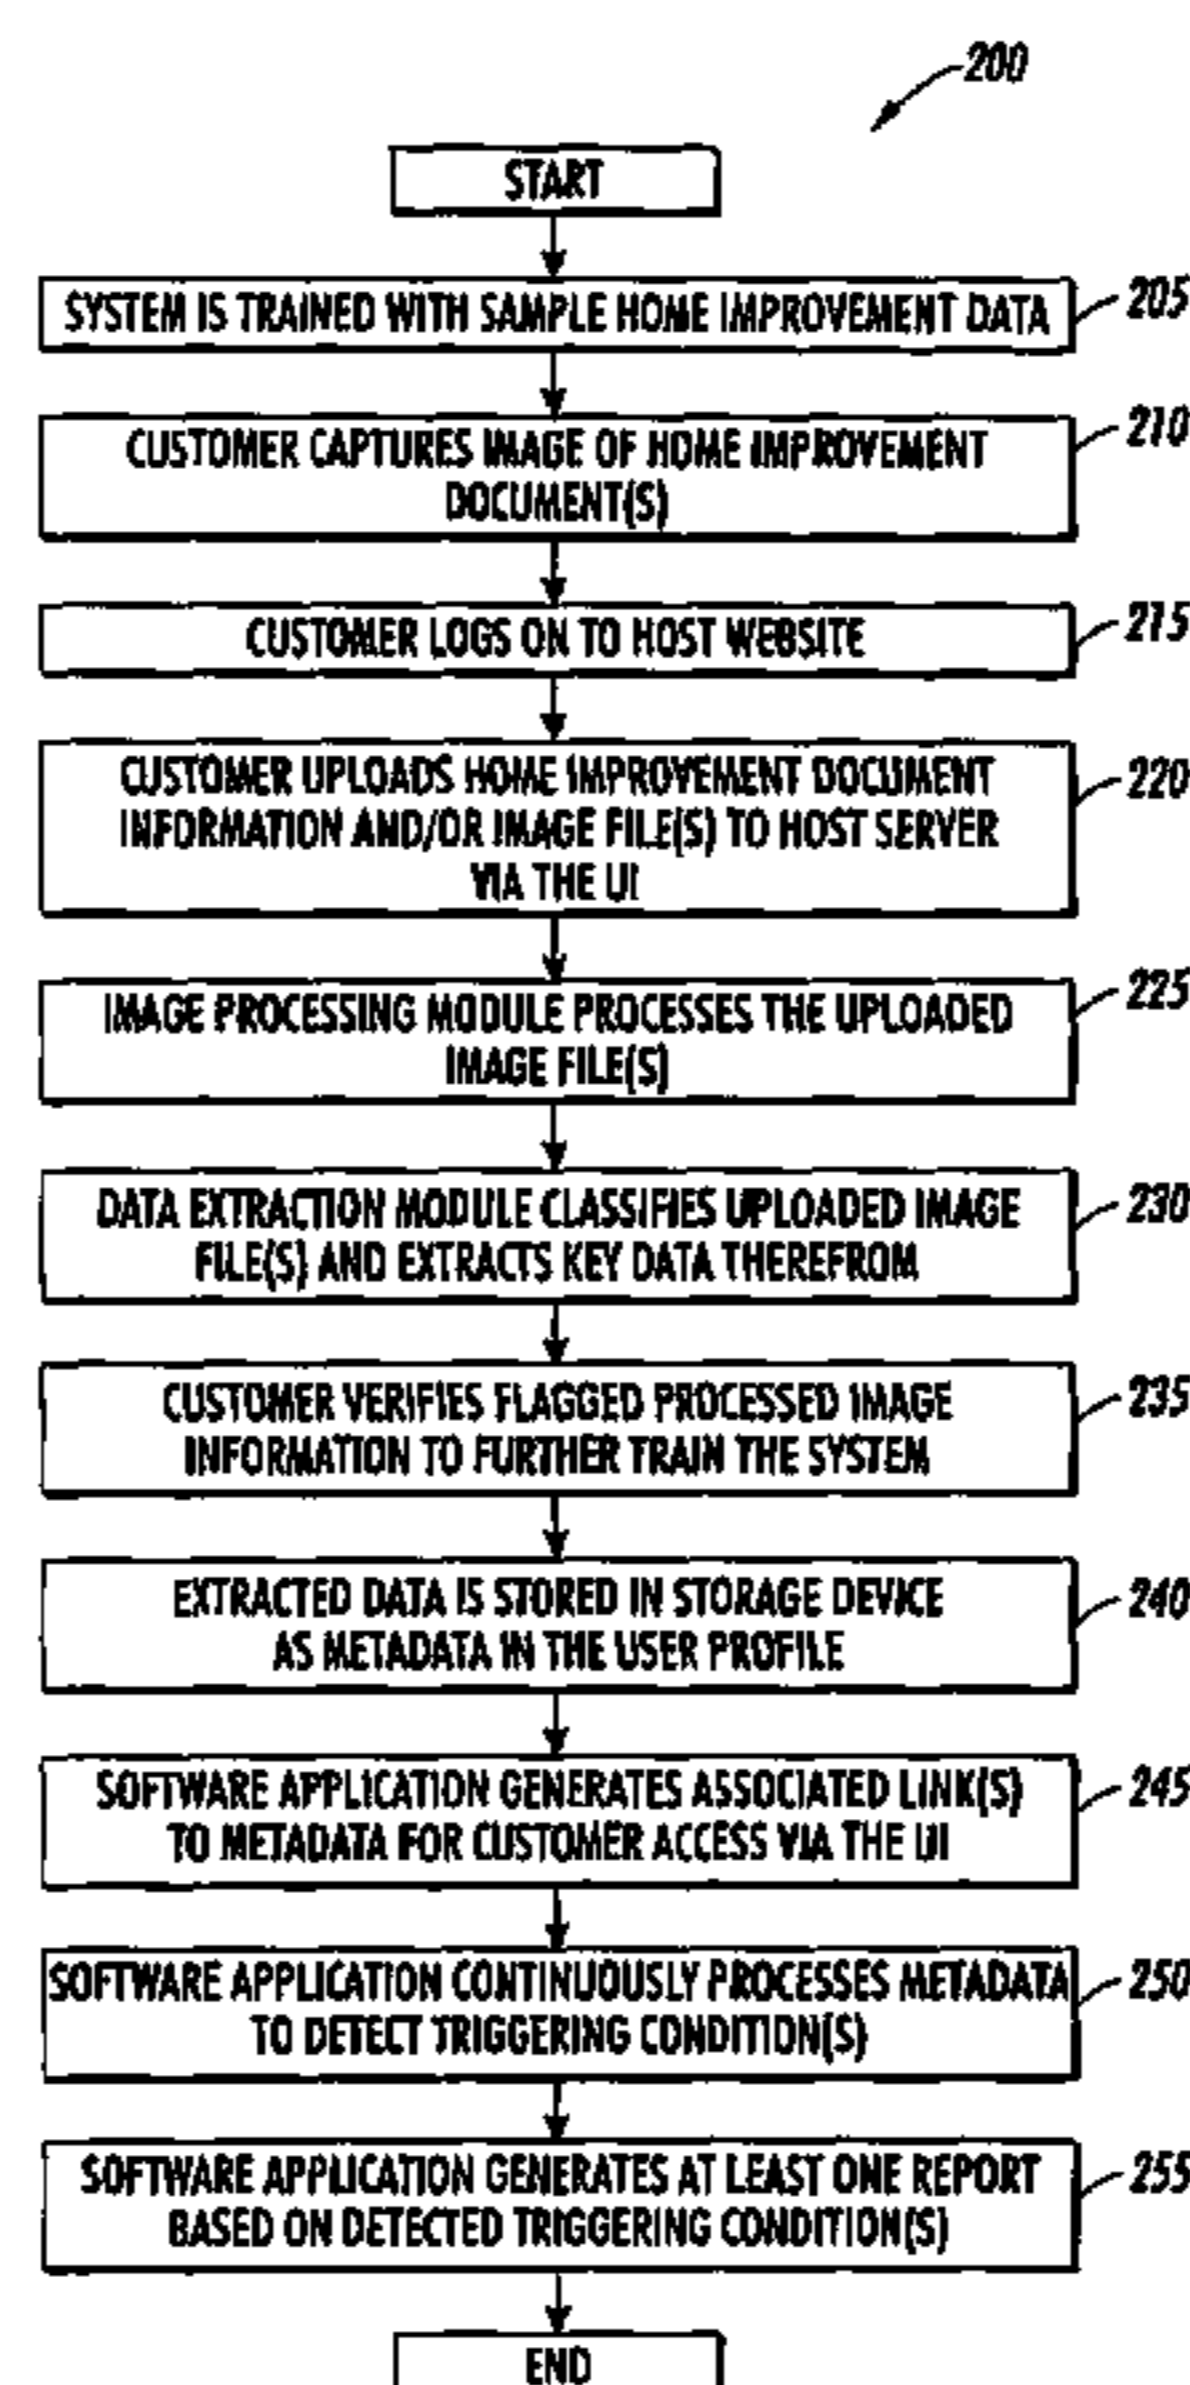 200
START
SYSTEM IS TRAINED WITH SAMPLE HOME IMPROVEMENT DATA
205
CUSTOMER CAPTURES IMAGE OF HOME IMPROVEMENT
DOCUMENT(S)
210
CUSTOMER LOGS ON TO HOST WEBSITE
215
CUSTOMER UPLOADS HOME IMPROVEMENT DOCUMENT
INFORMATION AND/OR IMAGE FILE(S) TO HOST SERVER
VIA THE UI
220
IMAGE PROCESSING MODULE PROCESSES THE UPLOADED
IMAGE FILE(S)
225
DATA EXTRACTION MODULE CLASSIFIES UPLOADED IMAGE
FILE(S) AND EXTRACTS KEY DATA THEREFROM
230
CUSTOMER VERIFIES FLAGGED PROCESSED IMAGE
INFORMATION TO FURTHER TRAIN THE SYSTEM
235
EXTRACTED DATA IS STORED IN STORAGE DEVICE
AS METADATA IN THE USER PROFILE
240
SOFTWARE APPLICATION GENERATES ASSOCIATED LINK(S)
TO METADATA FOR CUSTOMER ACCESS VIA THE UI
245
SOFTWARE APPLICATION CONTINUOUSLY PROCESSES METADATA
TO DETECT TRIGGERING CONDITION(S)
250
SOFTWARE APPLICATION GENERATES AT LEAST ONE REPORT
BASED ON DETECTED TRIGGERING CONDITION(S)
255
END